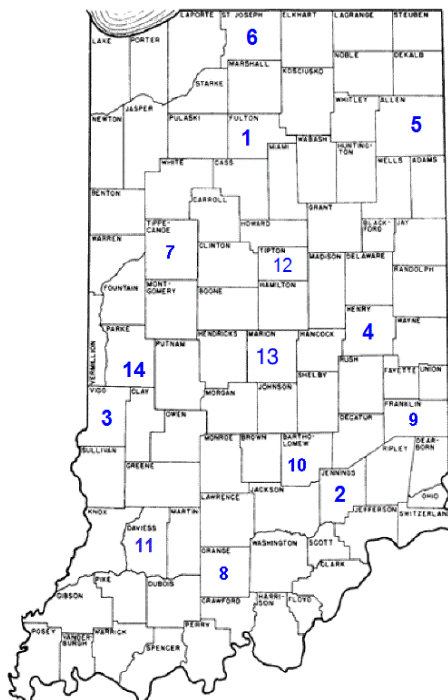 LAPORTE ST JOSEPH ELKHART LAGRANGE STEUBEN
6
LAKE PORTER
NOBLE DEKALB
MARSHALL
KOSCIUSKO
STARKE
WHITLEY ALLEN
JASPER
NEWTON PULASKI FULTON
5
1
WABASH
HUNTING-
TON
MIAMI
WHITE CASS
WELLS ADAMS
BENTON
CARROLL
GRANT
TIPPE-
CANOE
HOWARD
BLACK-
FORD
JAY
WARREN
7
CLINTON
TIPTON
12
MADISON DELAWARE
RANDOLPH
FOUNTAIN
MONT-
GOMERY
BOONE
HAMILTON
HENRY
4
WAYNE
VERMILLION
PARKE
14
PUTNAM
HENDRICKS MARION HANCOCK
13
RUSH
FAYETTE UNION
SHELBY
VIGO CLAY
3
MORGAN
JOHNSON
FRANKLIN
9
OWEN
DECATUR
MONROE BROWN BARTHO-
LOMEW
10
RIPLEY
DEAR-
BORN
SULLIVAN
GREENE
JENNINGS
2
JACKSON
LAWRENCE
OHIO
JEFFERSON SWITZERLAND
KNOX
DAVIESS
11
MARTIN
ORANGE
8
WASHINGTON
SCOTT
CLARK
PIKE
DUBOIS
GIBSON
CRAWFORD
HARRI-
SON
FLOYD
PERRY
POSEY
VANDER-
BURGH
WARRICK
SPENCER